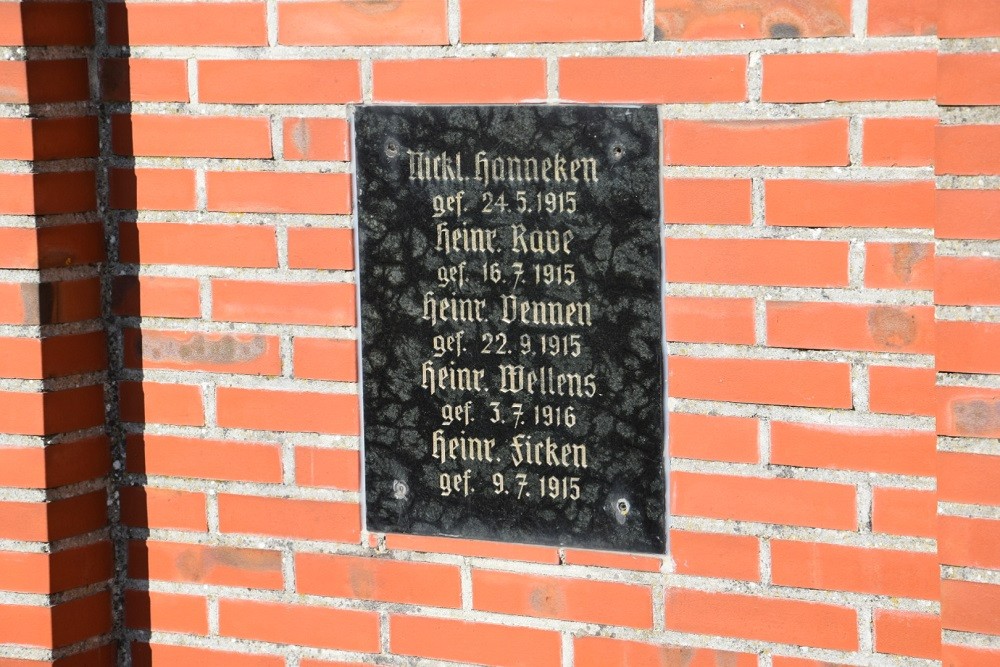 Nickl. Hanneken
gef. 24.5.1915
Heinr. Rave
gef. 16.7.1915
Heinr. Vennen
gef. 22.9.1915
Heinr. Wellens.
gef. 3.7.1916
Heinr. Ficken
gef. 9.7.1915